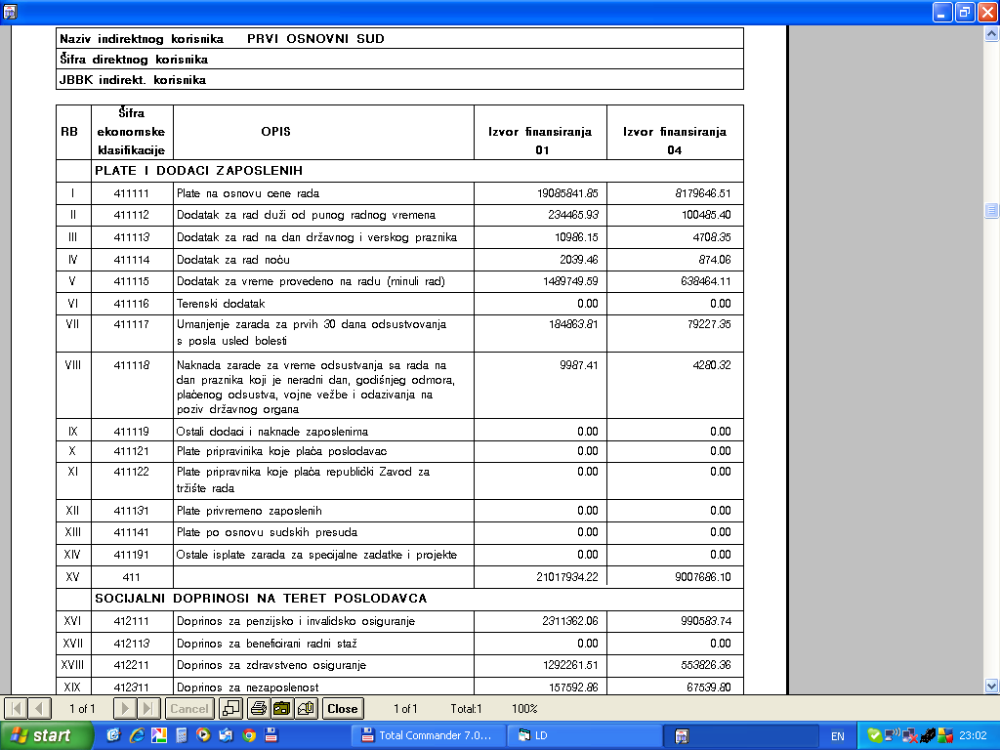 Naziv indirektnog korisnika PRVI OSNOVNI SUD
Šifra direktnog korisnika
JBBK indirekt. korisnika
RB Šifra ekonomske klasifikacije OPIS Izvor finansiranja 01 Izvor finansiranja 04
PLATE I DODACI ZAPOSLENIH
I 411111 Plate na osnovu cene rada 19085841.85 8179646.51
II 411112 Dodatak za rad duži od punog radnog vremena 234465.93 100485.40
III 411113 Dodatak za rad na dan državnog i verskog praznika 10986.15 4708.35
IV 411114 Dodatak za rad noću 2039.46 874.06
V 411115 Dodatak za vreme provedeno na radu (minuli rad) 1489749.59 638464.11
VI 411116 Terenski dodatak 0.00 0.00
VII 411117 Umanjenje zarada za prvih 30 dana odsustvovanja 184863.81 79227.35
s posla usled bolesti
VIII 411118 Naknada zarade za vreme odsustvanja sa rada na 9987.41 4280.32
dan praznika koji je neradni dan, godišnjeg odmora,
plaćenog odsustva, vojne vežbe i odazivanja na
poziv državnog organa
IX 411119 Ostali dodaci i naknade zaposlenima 0.00 0.00
X 411121 Plate pripravinika koje plaća poslodavac 0.00 0.00
XI 411122 Plate pripravnika koje plaća republički Zavod za 0.00 0.00
tržište rada
XII 411131 Plate privremeno zaposlenih 0.00 0.00
XIII 411141 Plate po osnovu sudskih presuda 0.00 0.00
XIV 411191 Ostale isplate zarada za specijalne zadatke i projekte 0.00 0.00
XV 411 21017934.22 9007686.10
SOCIJALNI DOPRINOSI NA TERET POSLODAVCA
XVI 412111 Doprinos za penzijsko i invalidsko osiguranje 2311362.06 990583.74
XVII 412113 Doprinos za beneficirani radni staž 0.00 0.00
XVIII 412211 Doprinos za zdravstveno osiguranje 1292261.51 553826.36
XIX 412311 Doprinos za nezaposlenost 157592.86 67539.80
1 of 1 Cancel Close 1 of 1 Total:1 100%
start Total Commander 7.0... LD EN 23:02